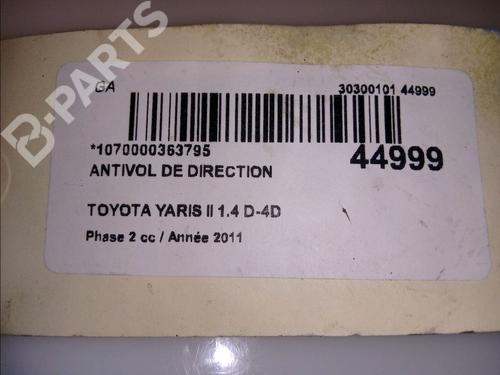 B-PARTS
GA 30300101 44999
*1070000363795 44999
ANTIVOL DE DIRECTION
TOYOTA YARIS II 1.4 D-4D
Phase 2 cc / Année 2011